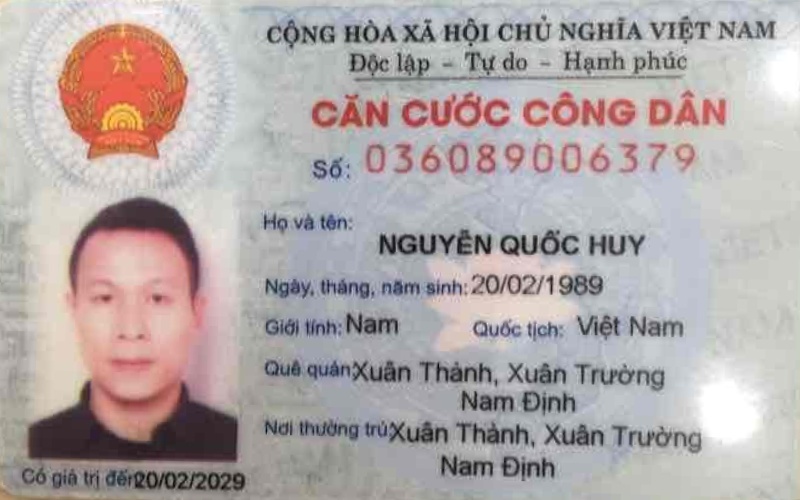 CỘNG HÒA XÃ HỘI CHỦ NGHĨA VIỆT NAM
Độc lập - Tự do - Hạnh phúc
CĂN CƯỚC CÔNG DÂN
Số: 036089006379
Họ và tên:
NGUYỄN QUỐC HUY
Ngày, tháng, năm sinh: 20/02/1989
Giới tính: Nam Quốc tịch: Việt Nam
Quê quán: Xuân Thành, Xuân Trường
Nam Định
Nơi thường trú: Xuân Thành, Xuân Trường
Nam Định
Có giá trị đến: 20/02/2029